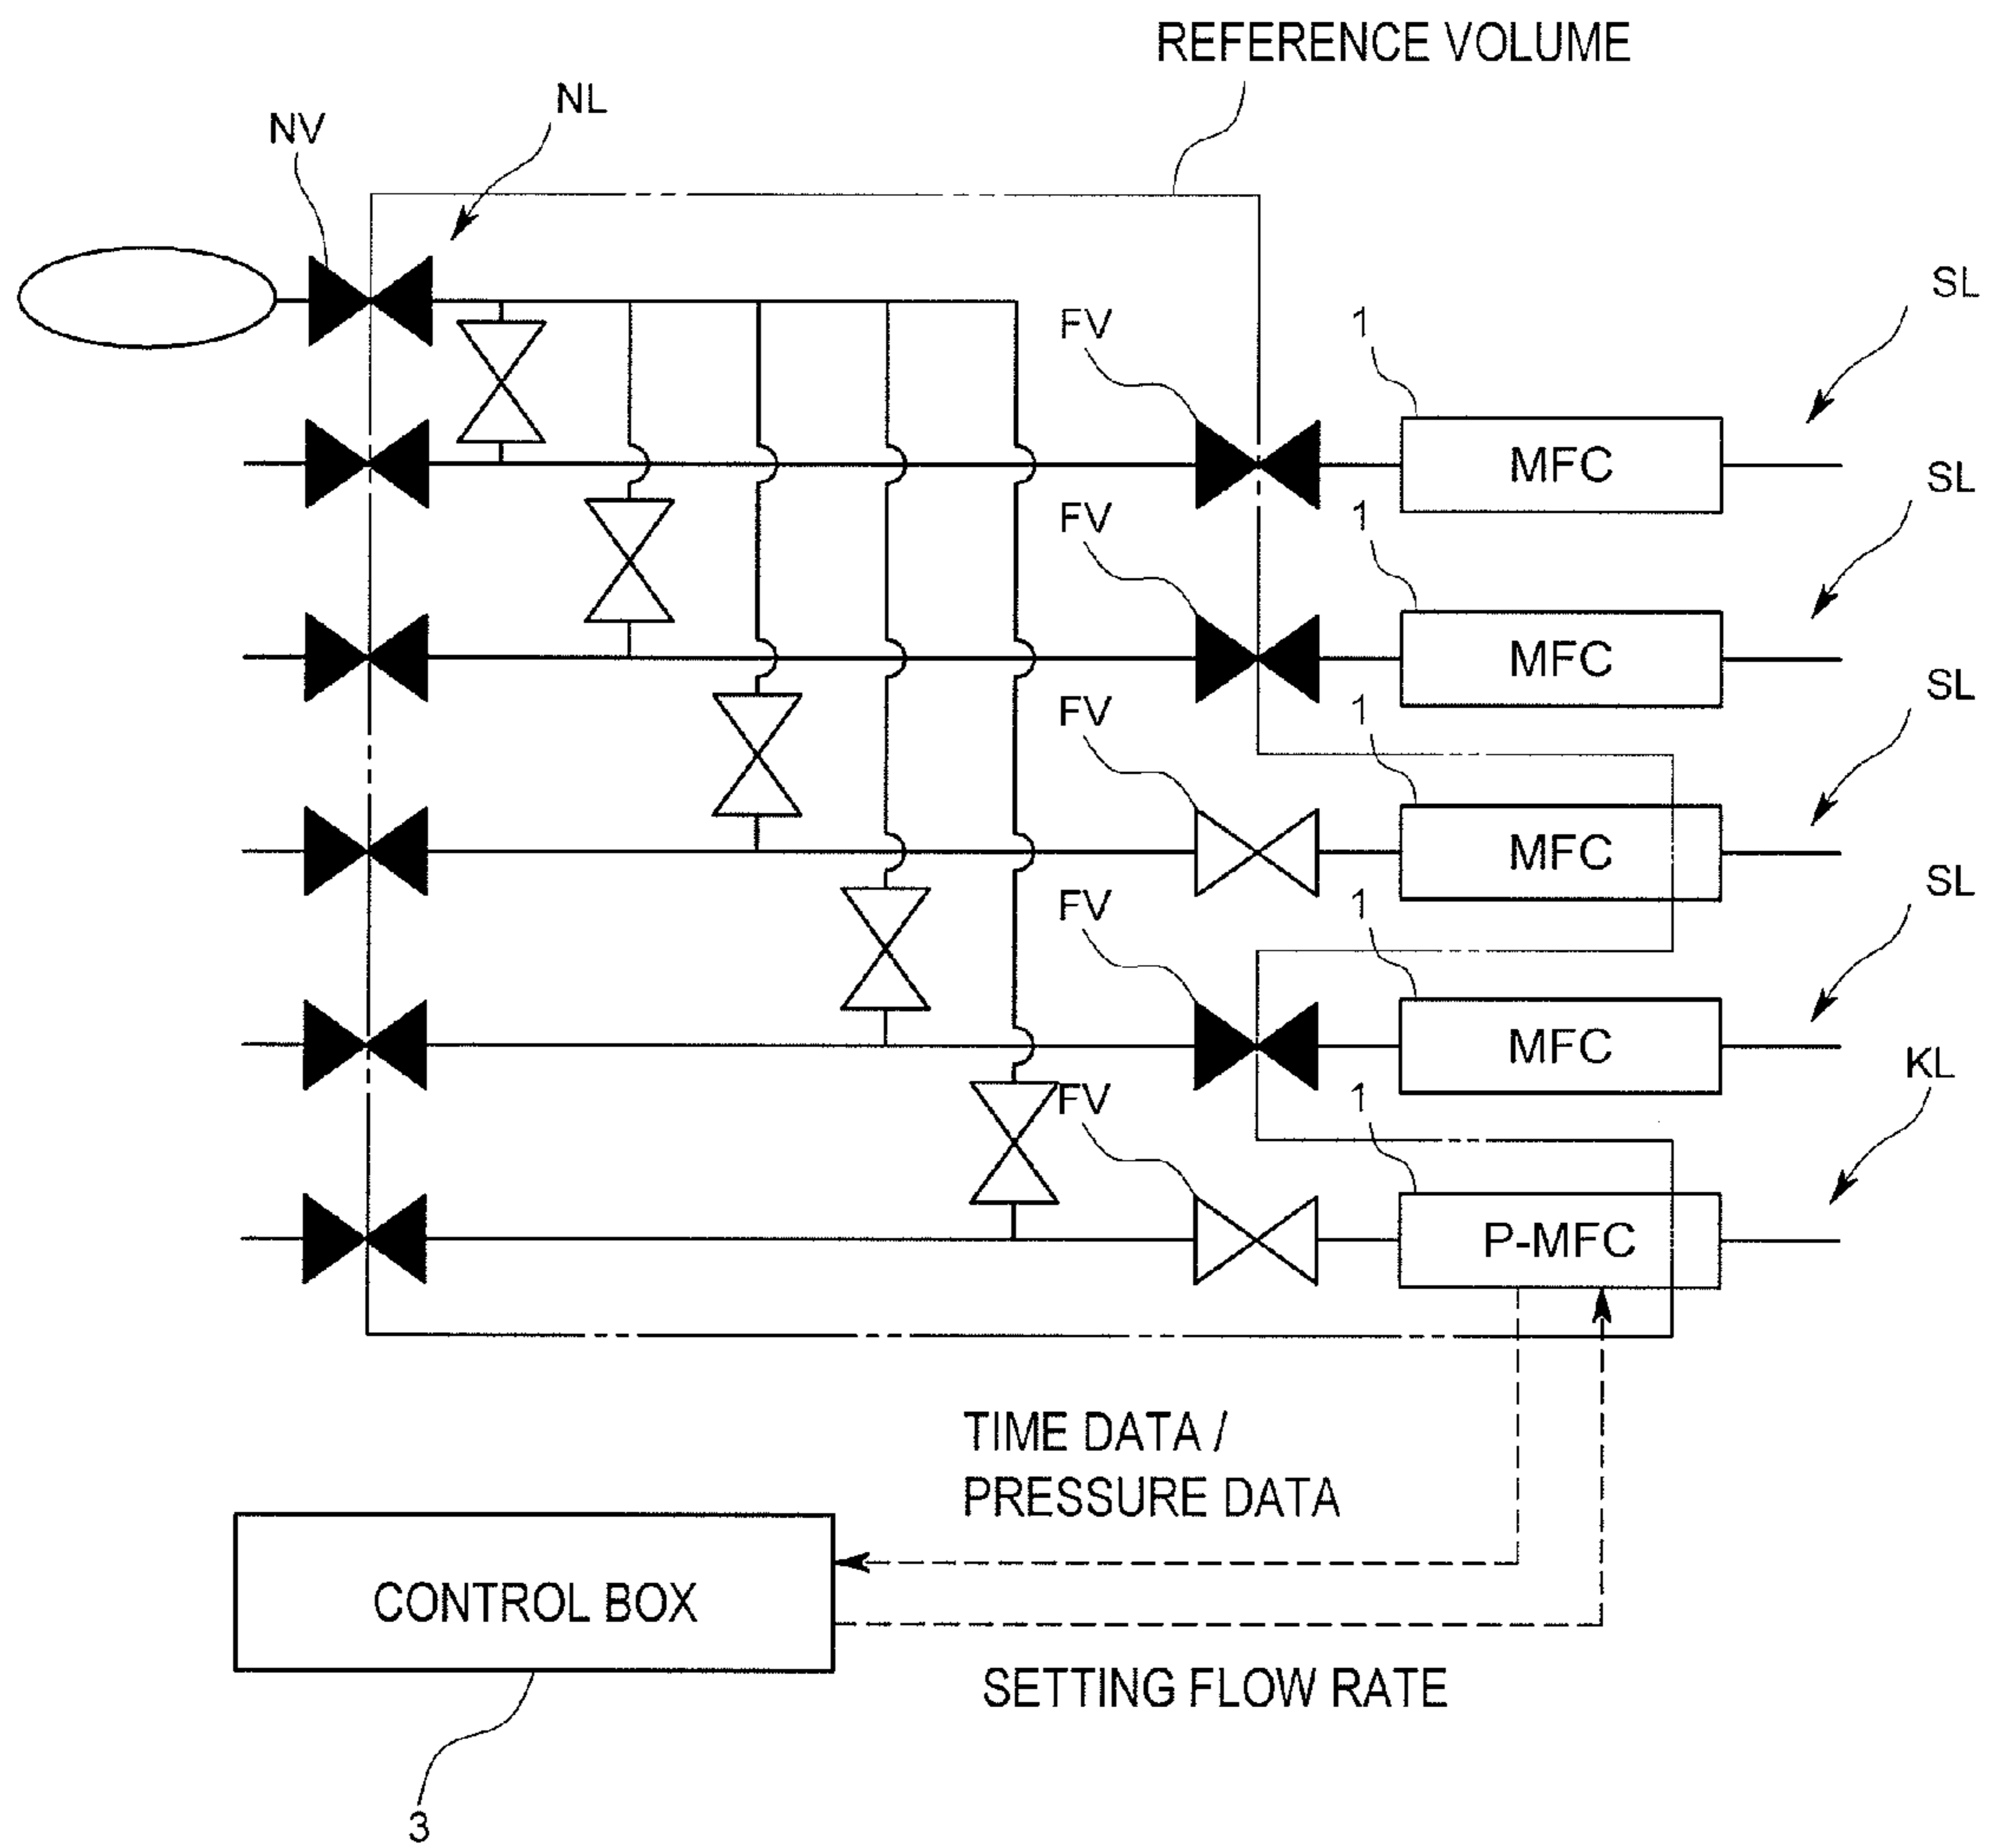 REFERENCE VOLUME
NL
NV
SL
FV
1
MFC
SL
FV
1
MFC
SL
FV
1
MFC
SL
FV
1
MFC
KL
FV
1
P-MFC
TIME DATA /
PRESSURE DATA
CONTROL BOX
SETTING FLOW RATE
3